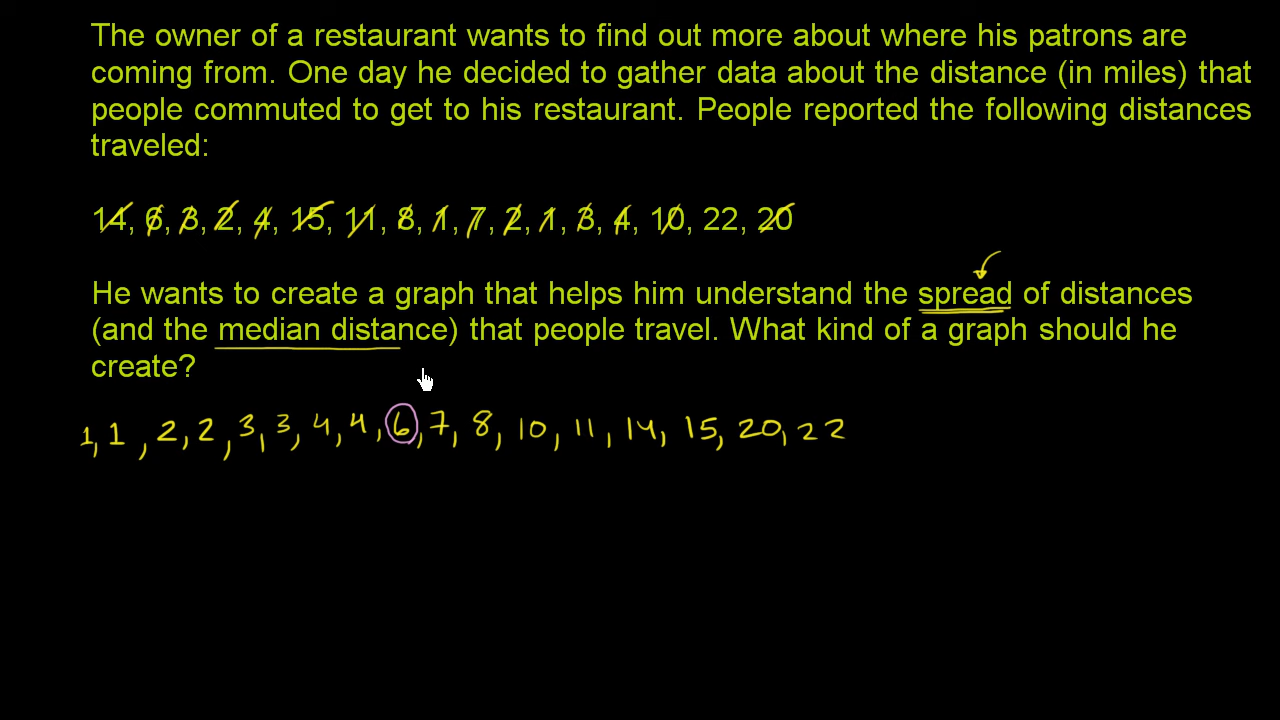 The owner of a restaurant wants to find out more about where his patrons are
coming from. One day he decided to gather data about the distance (in miles) that
people commuted to get to his restaurant. People reported the following distances
traveled:
14, 6, 3, 2, 4, 15, 11, 8, 1, 7, 2, 1, 3, 4, 10, 22, 20
He wants to create a graph that helps him understand the spread of distances
(and the median distance) that people travel. What kind of a graph should he
create?
1, 1, 2, 2, 3, 3, 4, 4, 6, 7, 8, 10, 11, 14, 15, 20, 22